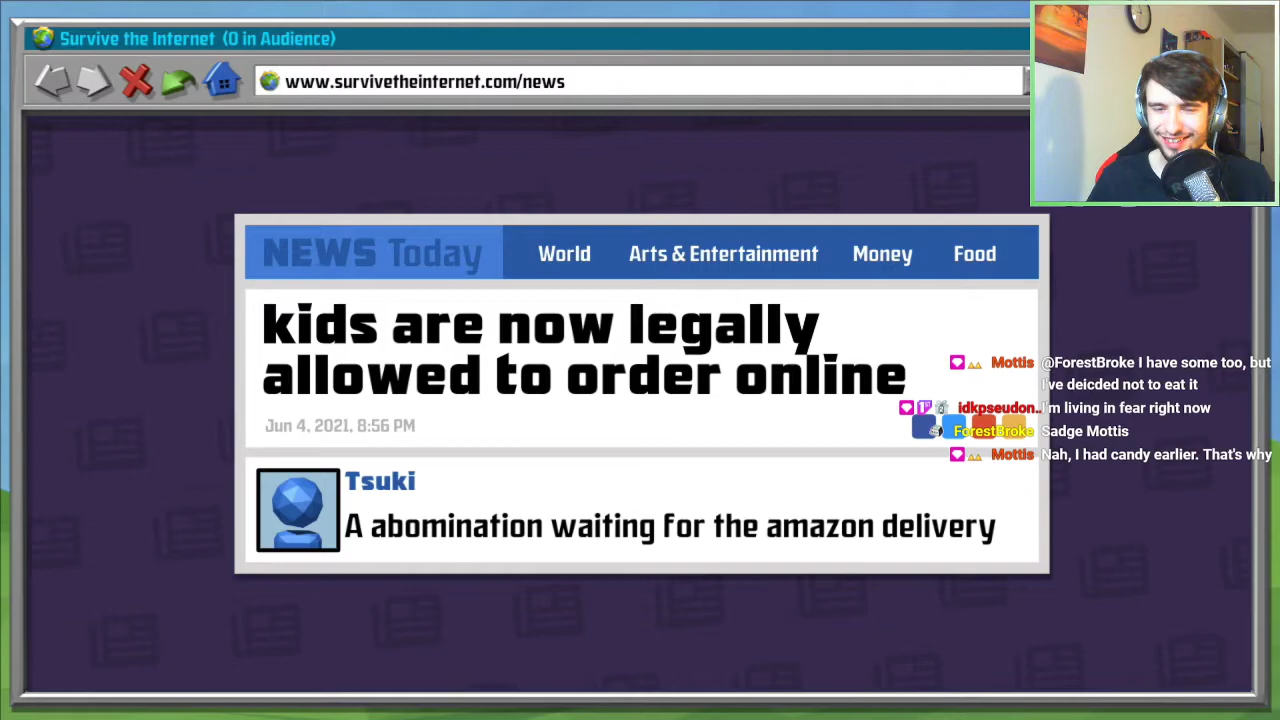 Survive the Internet (0 in Audience)
www.survivetheinternet.com/news
NEWS Today World Arts & Entertainment Money Food
kids are now legally
allowed to order online
Jun 4, 2021, 8:56 PM
Tsuki
A abomination waiting for the amazon delivery
Mottis @ForestBroke I have some too, but
I've deicded not to eat it
idkpseudon.. I'm living in fear right now
ForestBroke Sadge Mottis
Mottis Nah, I had candy earlier. That's why